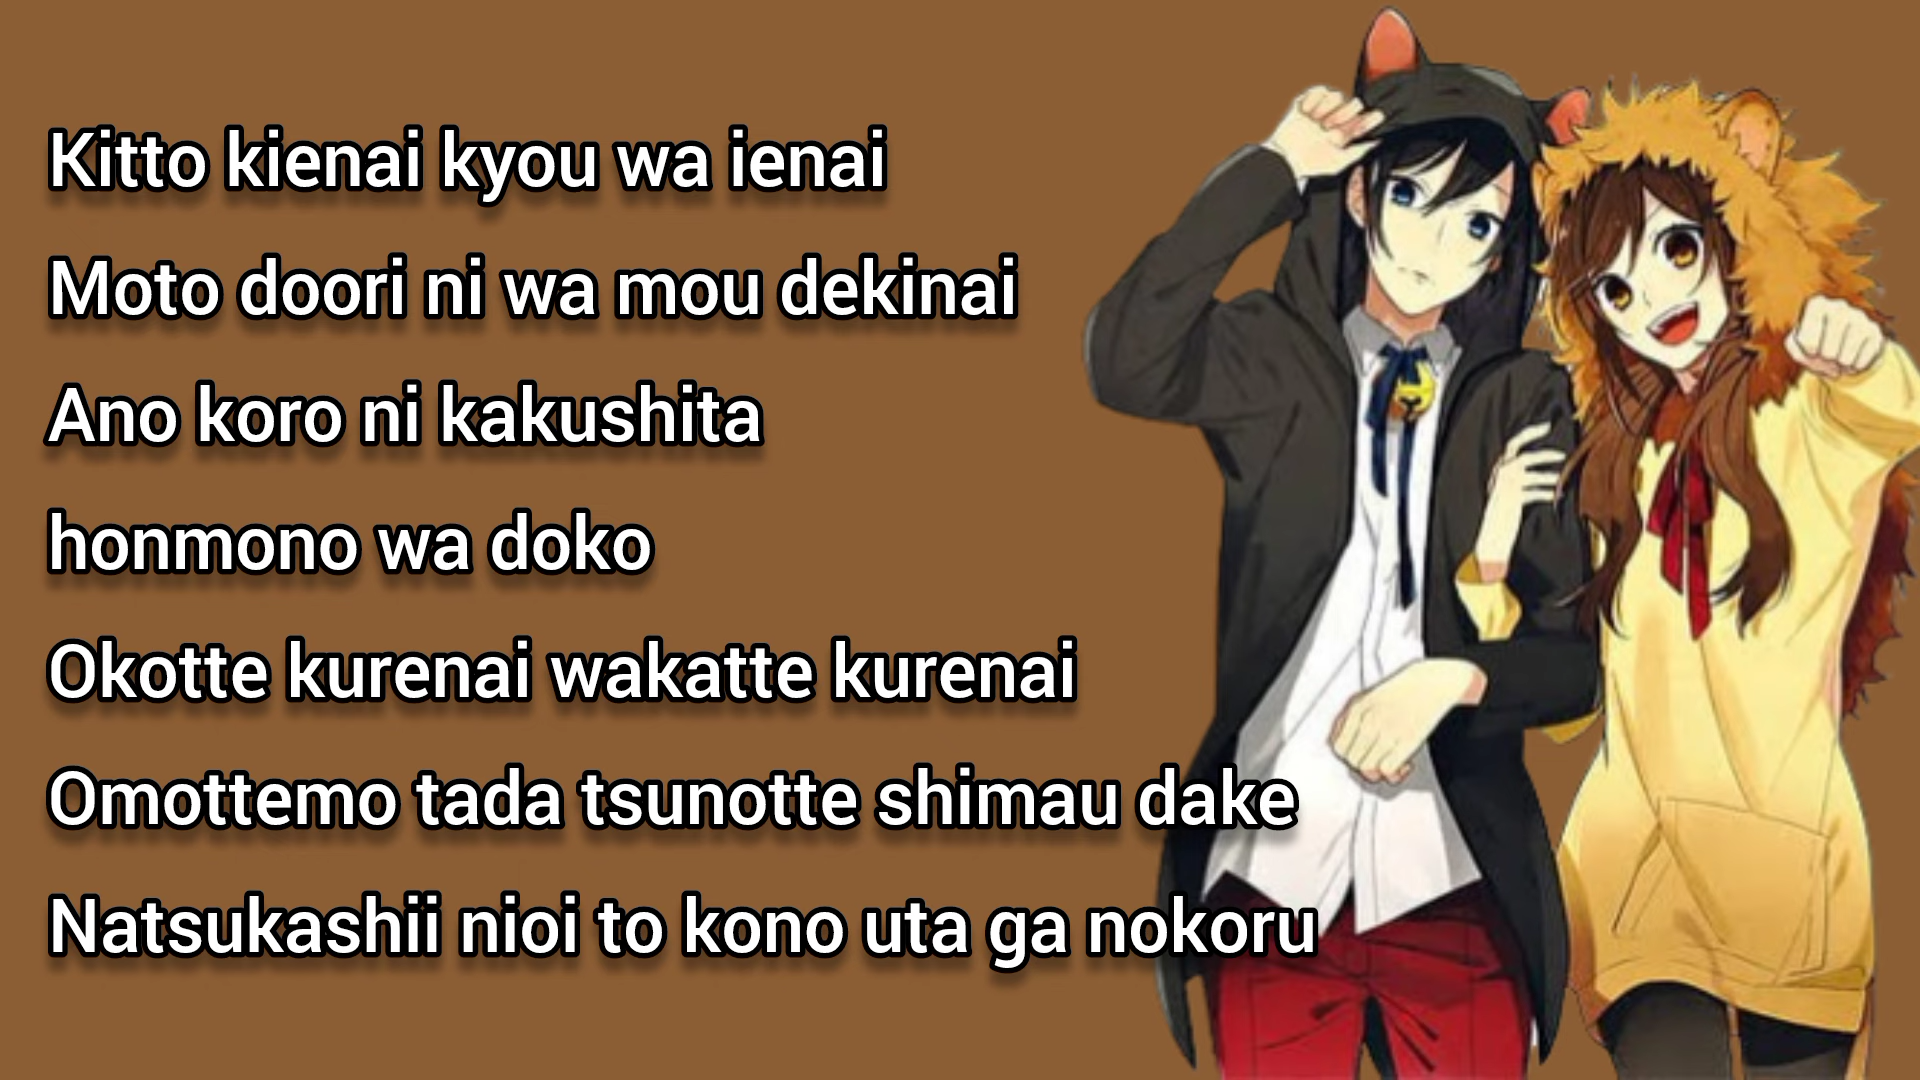 Kitto kienai kyou wa ienai
Moto doori ni wa mou dekinai
Ano koro ni kakushita
honmono wa doko
Okotte kurenai wakatte kurenai
Omottemo tada tsunotte shimau dake
Natsukashii nioi to kono uta ga nokoru